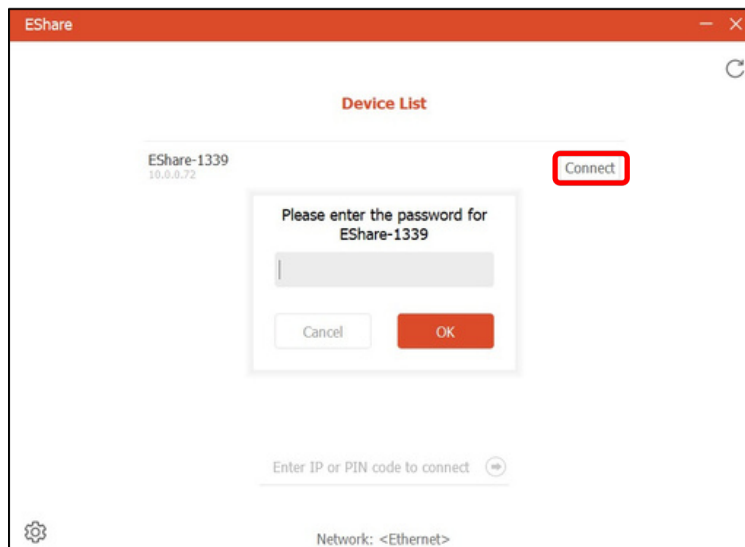 EShare
Device List
EShare-1339
10.0.0.72
Connect
Please enter the password for
EShare-1339
Cancel
OK
Enter IP or PIN code to connect
Network: <Ethernet>